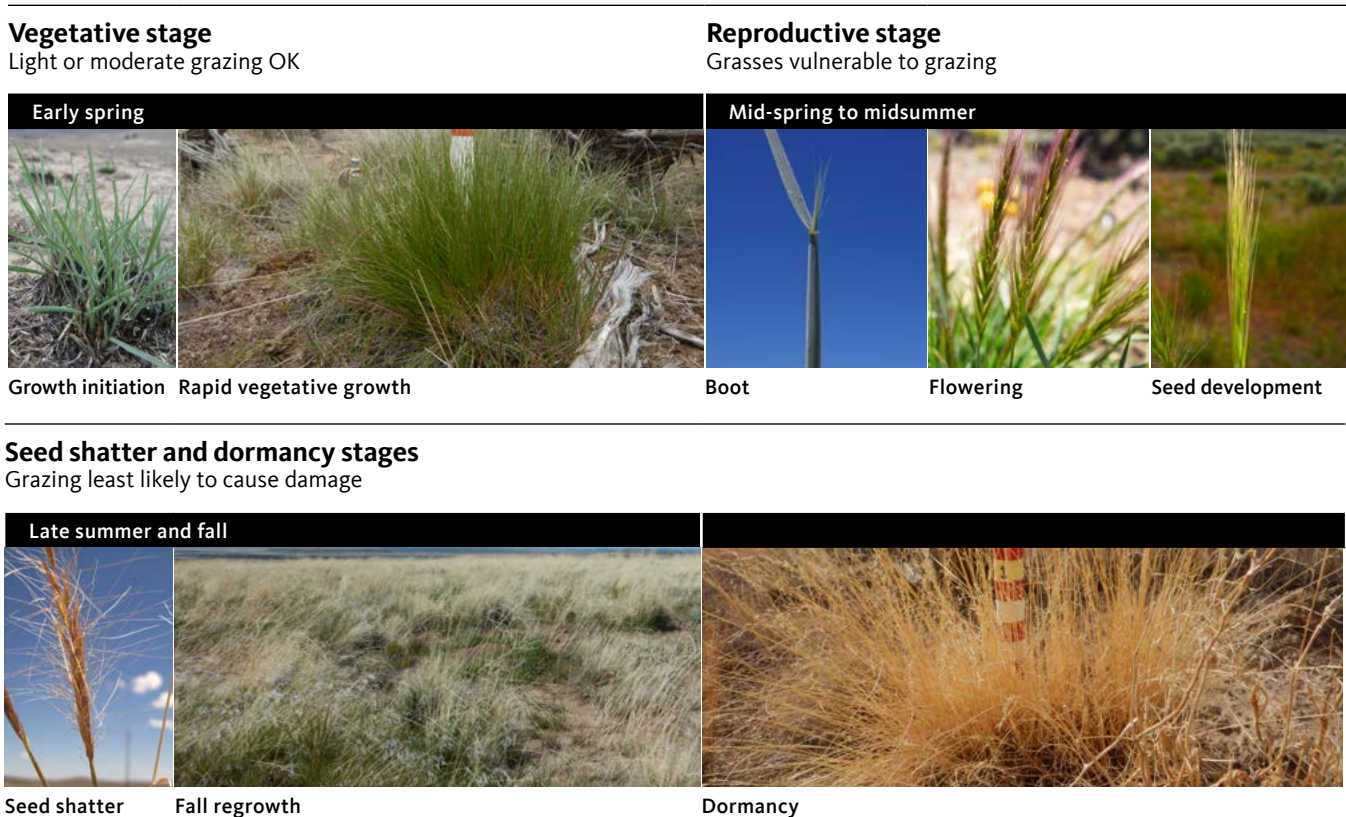 Vegetative stage
Light or moderate grazing OK
Reproductive stage
Grasses vulnerable to grazing
Early spring
Mid-spring to midsummer
Growth initiation
Rapid vegetative growth
Boot
Flowering
Seed development
Seed shatter and dormancy stages
Grazing least likely to cause damage
Late summer and fall
Seed shatter
Fall regrowth
Dormancy